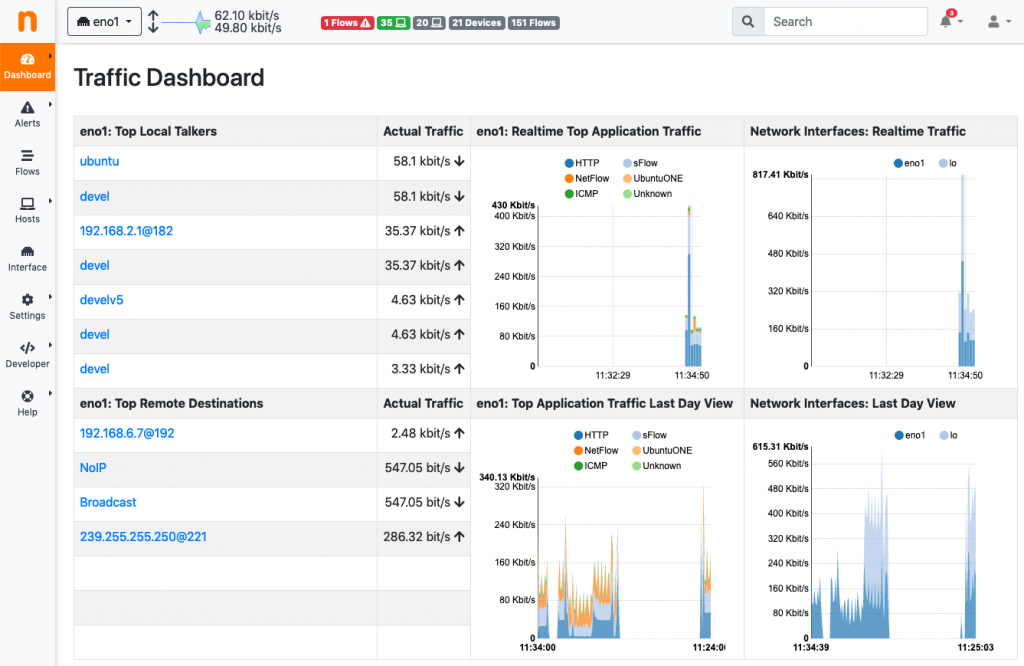 n
eno1
62.10 kbit/s
49.80 kbit/s
1 Flows
35
20
21 Devices
151 Flows
Search
3
Dashboard
Alerts
Flows
Hosts
Interface
Settings
Developer
Help
Traffic Dashboard
eno1: Top Local Talkers Actual Traffic
ubuntu 58.1 kbit/s
devel 58.1 kbit/s
192.168.2.1@182 35.37 kbit/s
devel 35.37 kbit/s
develv5 4.63 kbit/s
devel 4.63 kbit/s
devel 3.33 kbit/s
eno1: Realtime Top Application Traffic
HTTP sFlow
NetFlow UbuntuONE
ICMP Unknown
430 Kbit/s
400 Kbit/s
320 Kbit/s
240 Kbit/s
160 Kbit/s
80 Kbit/s
0
11:32:29 11:34:50
Network Interfaces: Realtime Traffic
eno1 lo
817.41 Kbit/s
640 Kbit/s
480 Kbit/s
320 Kbit/s
160 Kbit/s
0
11:32:29 11:34:50
eno1: Top Remote Destinations Actual Traffic
192.168.6.7@192 2.48 kbit/s
NoIP 547.05 bit/s
Broadcast 547.05 bit/s
239.255.255.250@221 286.32 bit/s
eno1: Top Application Traffic Last Day View
HTTP sFlow
NetFlow UbuntuONE
ICMP Unknown
340.13 Kbit/s
320 Kbit/s
240 Kbit/s
160 Kbit/s
80 Kbit/s
0
11:34:00 11:24:0
Network Interfaces: Last Day View
eno1 lo
615.31 Kbit/s
560 Kbit/s
480 Kbit/s
400 Kbit/s
320 Kbit/s
240 Kbit/s
160 Kbit/s
80 Kbit/s
0
11:34:39 11:25:03